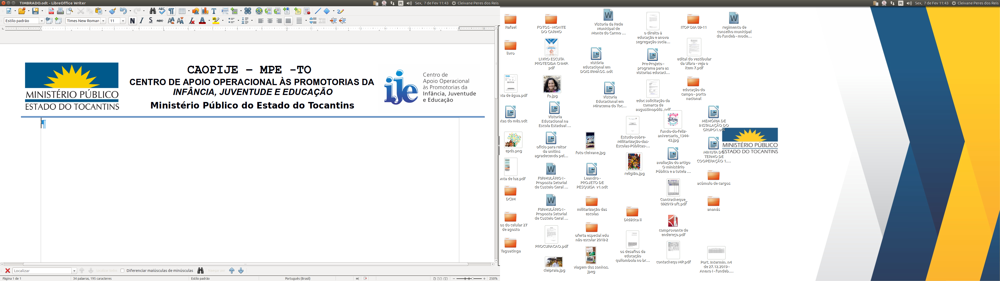 TIMBRADO.odt - LibreOffice Writer
Pt
Sex, 7 de Fev 11:43
Cleivane Peres dos Reis
Pt
Sex, 7 de Fev 11:43
Cleivane Peres dos Reis
Estilo padrão
Times New Roman
11
N I S ABC
CAOPIJE – MPE –TO
CENTRO DE APOIO OPERACIONAL ÀS PROMOTORIAS DA
INFÂNCIA, JUVENTUDE E EDUCAÇÃO
Ministério Público do Estado do Tocantins
MINISTÉRIO PÚBLICO
ESTADO DO TOCANTINS
ije
Centro de
Apoio Operacional
às Promotorias da
Infância, Juventude
e Educação
¶
Localizar
Localizar todos
Diferenciar maiúsculas de minúsculas
Navegar por
Página 1 de 1
34 palavras, 195 caracteres
Estilo padrão
Português (Brasil)
250%
Rafael
livro
nta de água.pdf
ntas do mês.odt
epds.png
onta de luz.pdf
DCIM
os do celular 27
de agosto
Taguatinga
FOTOS - MONTE
DO CARMO
LIVRO ESCUTA
PROTEGIDA CNMP.
pdf
fo.jpg
Vistoria
Educacional na
Escola Estadual ...
oficio para reitor
da unitins
agradecendo pel...
F0RMULÁRIO I -
Proposta Setorial
de Custeio Geral ...
F0RMULÁRIO I -
Proposta Setorial
de Custeio Geral ...
PROCURACAO.pdf
cleipraia.jpg
Vistoria da Rede
Municipal de
Monte do Carmo ...
vistória
educacional em
DOIS IRMÃOS .odt
Vistoria
Educacional em
Miracema do Toc...
foto cleivane.jpg
Leandro -
PROJETO DE
PESQUISA v1.odt
militarização das
escolas
oferta especial edu
não escolar 2018-2
viagem dos sonhos.
jpeg
o direito à
educação e anova
segregação socia...
Pre-Projeto -
programa para as
vistorias educaci...
edoc solicitação da
comarca de
augustinopólis .pdf
Estudo-sobre-
Militarização-das-
Escolas-Públicas-...
religião.jpg
Didática ii
os desafios da
educação
quilombola no br...
ITOP DIA 09-11
edital do vestibular
da Ulbra - veja o
item 7.pdf
educação do
campo - porto
nacional
Birthday
fundo-do-feliz-
aniversario_1344-
43.jpg
avaliação do artigo
O ministério
Público e a tutela ...
Contracheque_
092019 uft.pdf
comprovante de
endereço.pdf
contachequ MP.pdf
regimento de
conselho municipal
do fundeb - mode...
MEMÓRIA DE
INSTALAÇÃO DO
GRUPO1.odt
MINUTA DO
TERMO DE
COOPERAÇÃO 1....
acúmulo de cargos
ananás
Port. Intermin. n4
de 27.12.2019 -
Anexo I - fundeb....
MINISTÉRIO PÚBLICO
ESTADO DO TOCANTINS